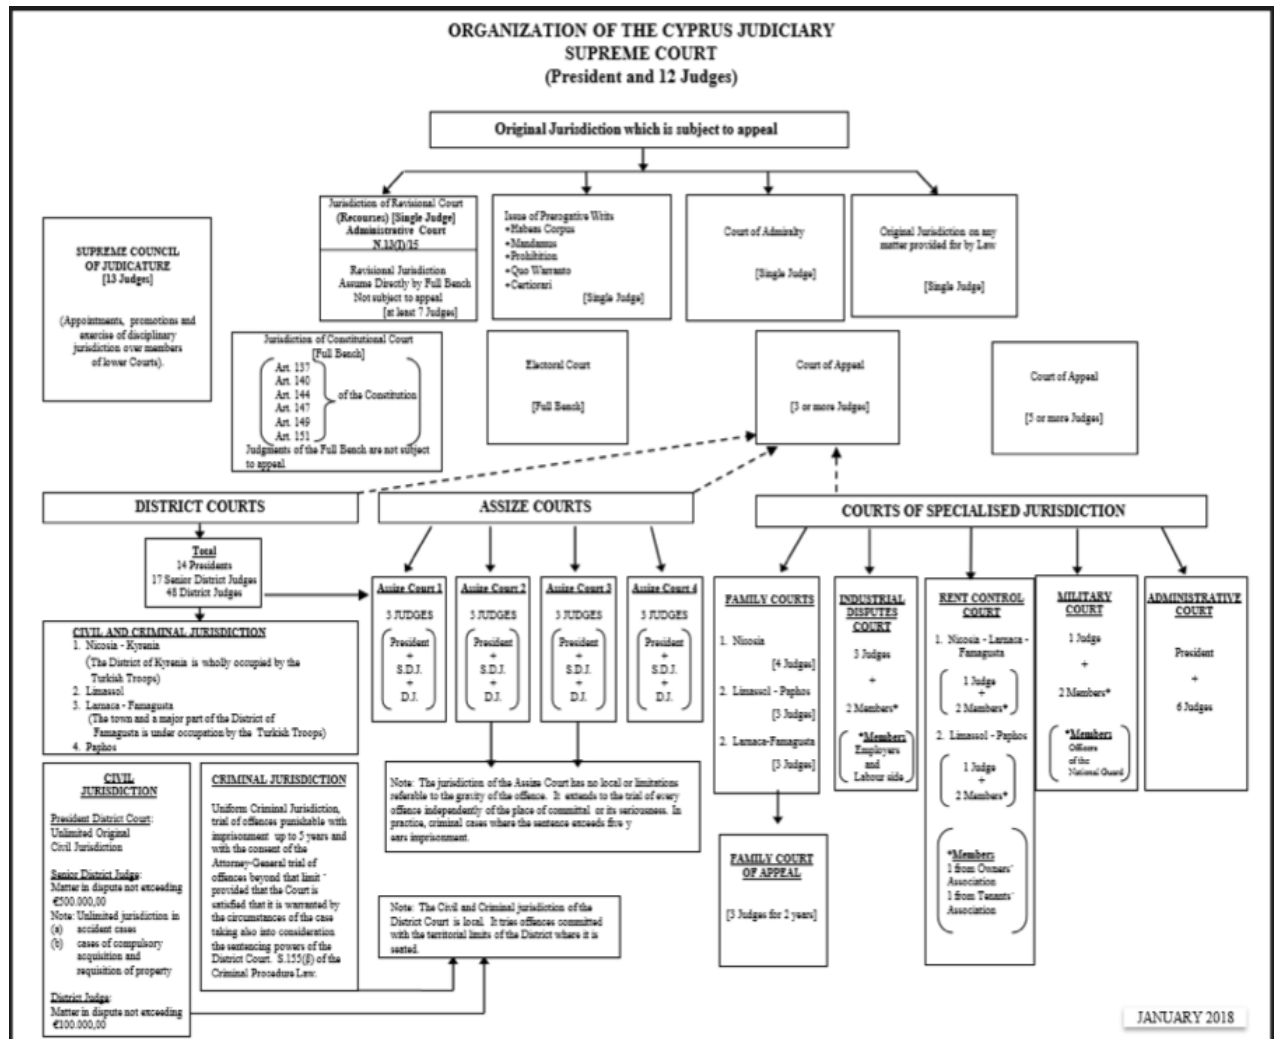 ORGANIZATION OF THE CYPRUS JUDICIARY
SUPREME COURT
(President and 12 Judges)
Original Jurisdiction which is subject to appeal
SUPREME COUNCIL
OF JUDICATURE
[13 Judges]
(Appointments, promotions and
exercise of disciplinary
jurisdiction over members
of lower Courts).
Jurisdiction of Revisional Court
(Recourses) [Single Judge]
Administrative Court
N.13(I)/15
Revisional Jurisdiction
Assume Directly by Full Bench
Not subject to appeal
[at least 7 Judges]
Issue of Prerogative Writs
*Habeas Corpus
*Mandamus
*Prohibition
*Quo Warranto
*Certiorari
[Single Judge]
Court of Admiralty
[Single Judge]
Original Jurisdiction on any
matter provided for by Law
[Single Judge]
Jurisdiction of Constitutional Court
[Full Bench]
Art. 137
Art. 140
Art. 144
Art. 147
Art. 149
Art. 151
of the Constitution
Judgments of the Full Bench are not subject
to appeal
Electoral Court
[Full Bench]
Court of Appeal
[3 or more Judges]
Court of Appeal
[5 or more Judges]
DISTRICT COURTS
ASSIZE COURTS
COURTS OF SPECIALISED JURISDICTION
Total
14 Presidents
17 Senior District Judges
48 District Judges
CIVIL AND CRIMINAL JURISDICTION
1. Nicosia - Kyrenia
(The District of Kyrenia is wholly occupied by the
Turkish Troops)
2. Limassol
3. Larnaca - Famagusta
(The town and a major part of the District of
Famagusta is under occupation by the Turkish Troops)
4. Paphos
Assize Court 1
3 JUDGES
President
+
S.D.J.
+
D.J.
Assize Court 2
3 JUDGES
President
+
S.D.J.
+
D.J.
Assize Court 3
3 JUDGES
President
+
S.D.J.
+
D.J.
Assize Court 4
3 JUDGES
President
+
S.D.J.
+
D.J.
FAMILY COURTS
1. Nicosia
[4 Judges]
2. Limassol - Paphos
[3 Judges]
2. Larnaca-Famagusta
[3 Judges]
INDUSTRIAL
DISPUTES
COURT
3 Judges
+
2 Members*
*Members
Employers
and
Labour side
RENT CONTROL
COURT
1. Nicosia - Larnaca -
Famagusta
1 Judge
+
2 Members*
2. Limassol - Paphos
1 Judge
+
2 Members*
*Members
1 from Owners´
Association
1 from Tenants´
Association
MILITARY
COURT
1 Judge
+
2 Members*
*Members
Officers
of the
National Guard
ADMINISTRATIVE
COURT
President
+
6 Judges
CIVIL
JURISDICTION
President District Court:
Unlimited Original
Civil Jurisdiction
Senior District Judge:
Matter in dispute not exceeding
€500.000,00
Note: Unlimited jurisdiction in
(a) accident cases
(b) cases of compulsory
acquisition and
requisition of property
District Judge:
Matter in dispute not exceeding
€100.000,00
CRIMINAL JURISDICTION
Uniform Criminal Jurisdiction,
trial of offences punishable with
imprisonment up to 5 years and
with the consent of the
Attorney-General trial of
offences beyond that limit
provided that the Court is
satisfied that it is warranted by
the circumstances of the case
taking also into consideration
the sentencing powers of the
District Court. S.155(β) of the
Criminal Procedure Law.
Note: The jurisdiction of the Assize Court has no local or limitations
referable to the gravity of the offence. It extends to the trial of every
offence independently of the place of committal or its seriousness. In
practice, criminal cases where the sentence exceeds five y
ears imprisonment.
Note: The Civil and Criminal jurisdiction of the
District Court is local. It tries offences committed
with the territorial limits of the District where it is
seated.
FAMILY COURT
OF APPEAL
[3 Judges for 2 years]
JANUARY 2018